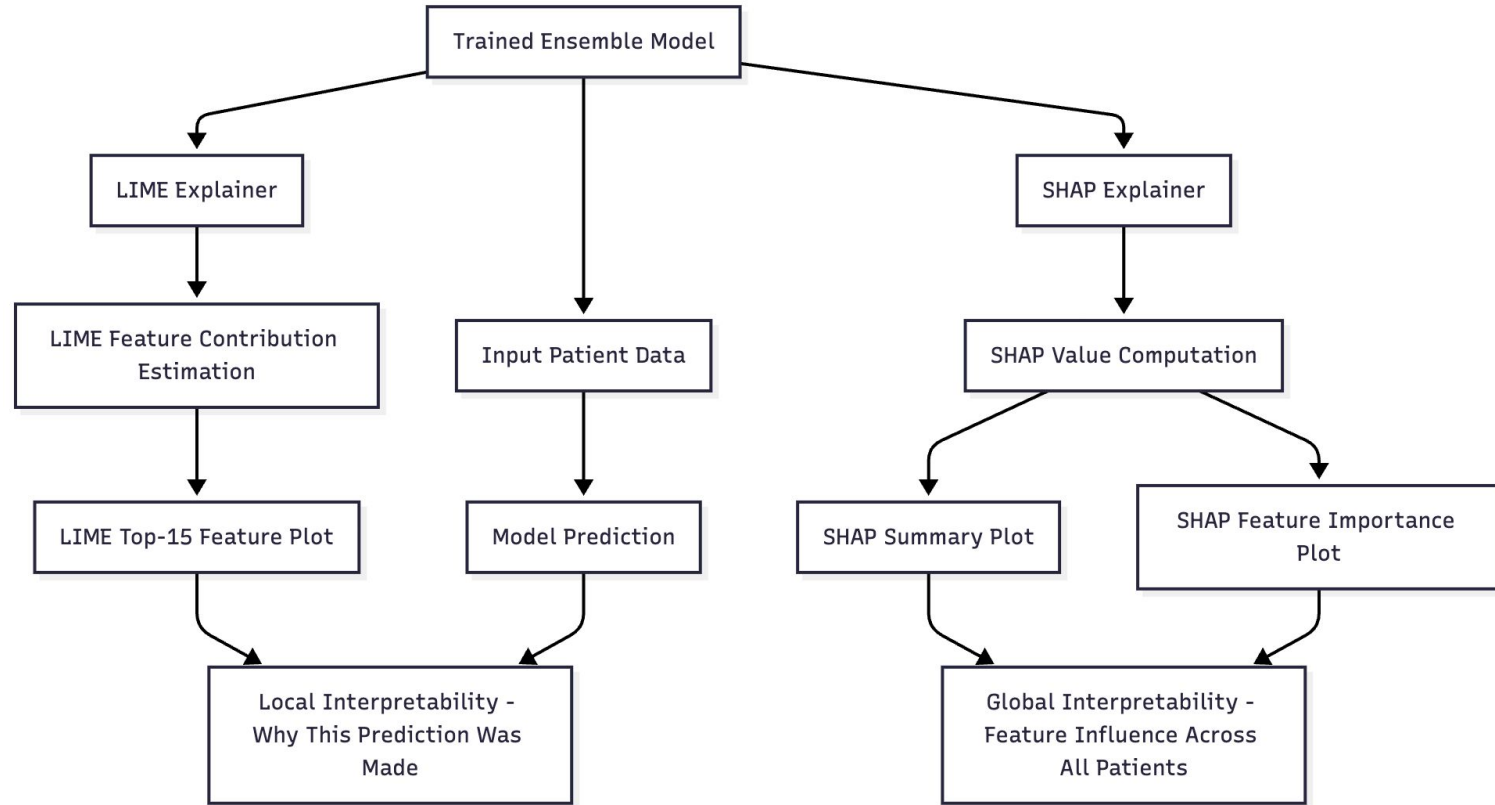 Trained Ensemble Model
LIME Explainer
SHAP Explainer
LIME Feature Contribution
Estimation
Input Patient Data
SHAP Value Computation
LIME Top-15 Feature Plot
Model Prediction
SHAP Summary Plot
SHAP Feature Importance
Plot
Local Interpretability -
Why This Prediction Was
Made
Global Interpretability -
Feature Influence Across
All Patients